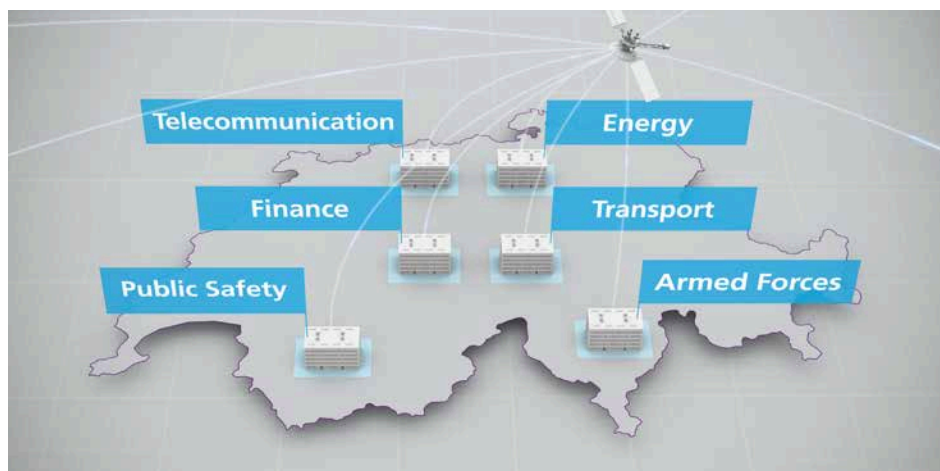 Telecommunication
Energy
Finance
Transport
Public Safety
Armed Forces